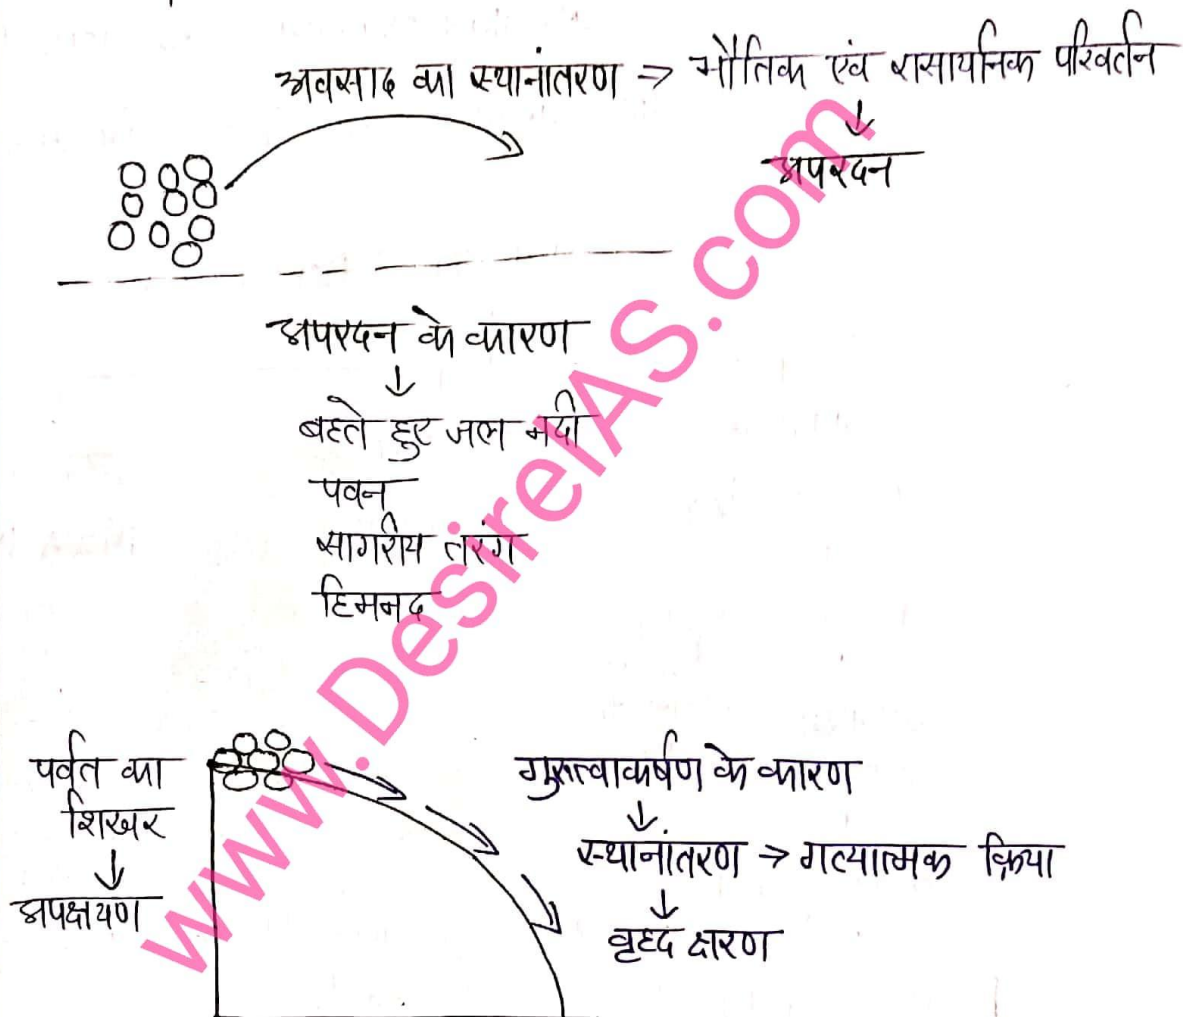 अवसाद का स्थानांतरण ⇒ भौतिक एवं रासायनिक परिवर्तन
↓
अपरदन
अपरदन के कारण
↓
बहते हुए जल नदी
पवन
सागरीय तरंग
हिमनद
पर्वत का
शिखर
↓
अपक्षयण
गुरुत्वाकर्षण के कारण
↓
स्थानांतरण → गत्यात्मक क्रिया
↓
वृहद क्षरण
www.DesireIAS.com